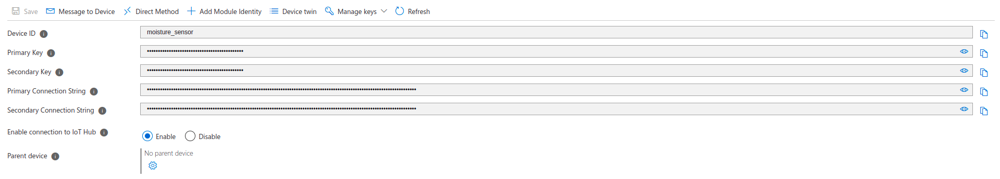 Save Message to Device Direct Method Add Module Identity Device twin Manage keys Refresh
Device ID moisture_sensor
Primary Key ••••••••••••••••••••••••••••••••••••••••••••
Secondary Key ••••••••••••••••••••••••••••••••••••••••••••
Primary Connection String
Secondary Connection String
Enable connection to IoT Hub Enable Disable
Parent device No parent device